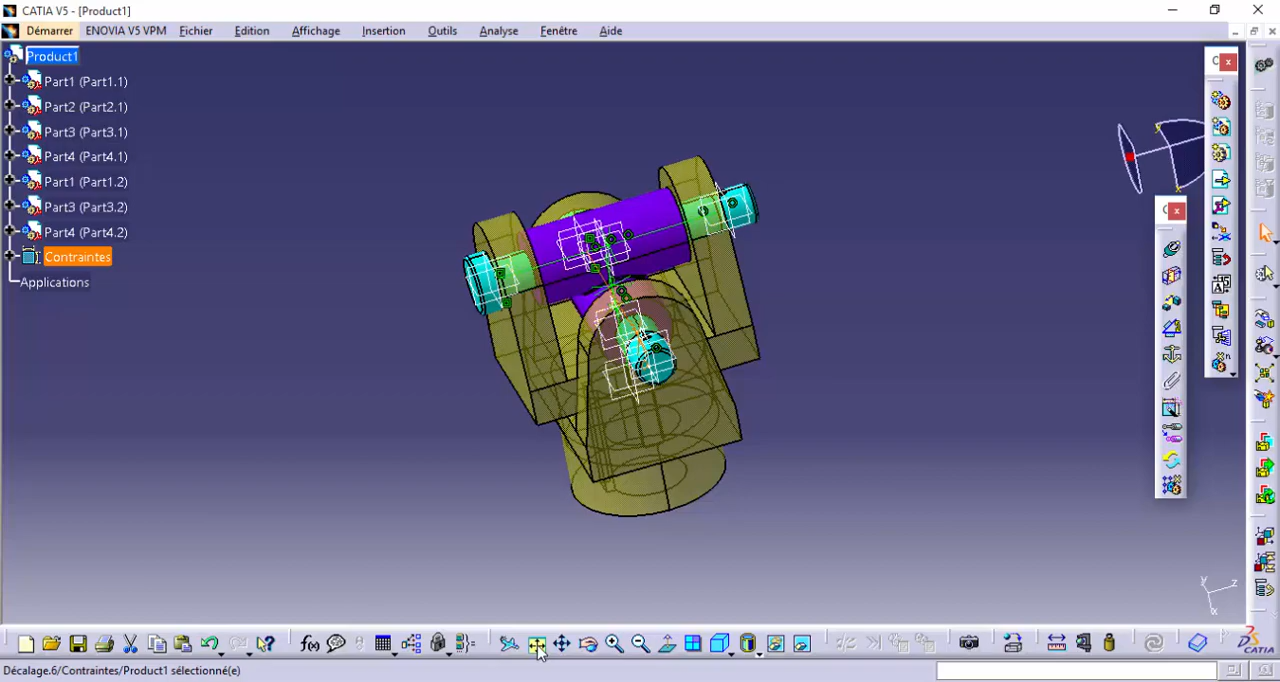 CATIA V5 - [Product1]
Démarrer ENOVIA V5 VPM Fichier Edition Affichage Insertion Outils Analyse Fenêtre Aide
Product1
Part1 (Part1.1)
Part2 (Part2.1)
Part3 (Part3.1)
Part4 (Part4.1)
Part1 (Part1.2)
Part3 (Part3.2)
Part4 (Part4.2)
Contraintes
Applications
C x
C x
y z
x
f(x)
CATIA
Décalage.6/Contraintes/Product1 sélectionné(e)